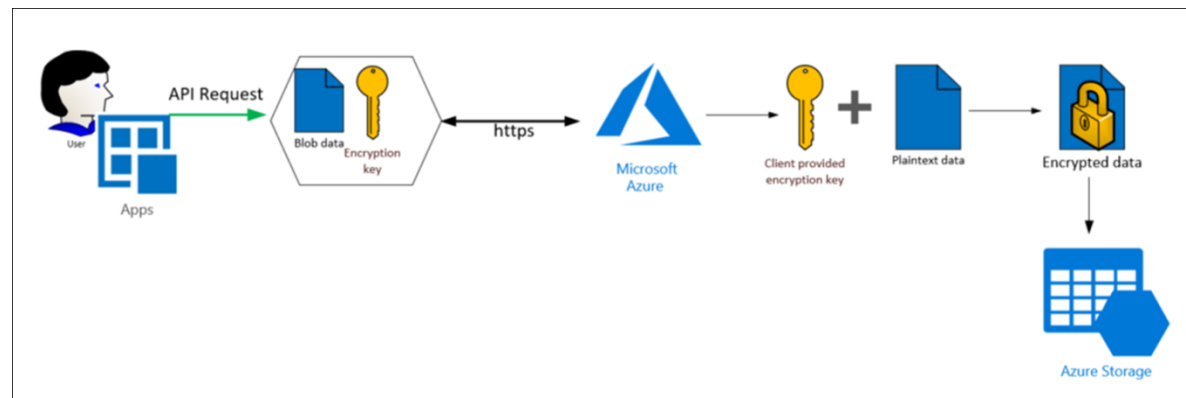 User
Apps
API Request
Blob data
Encryption
key
https
Microsoft
Azure
Client provided
encryption key
Plaintext data
Encrypted data
Azure Storage